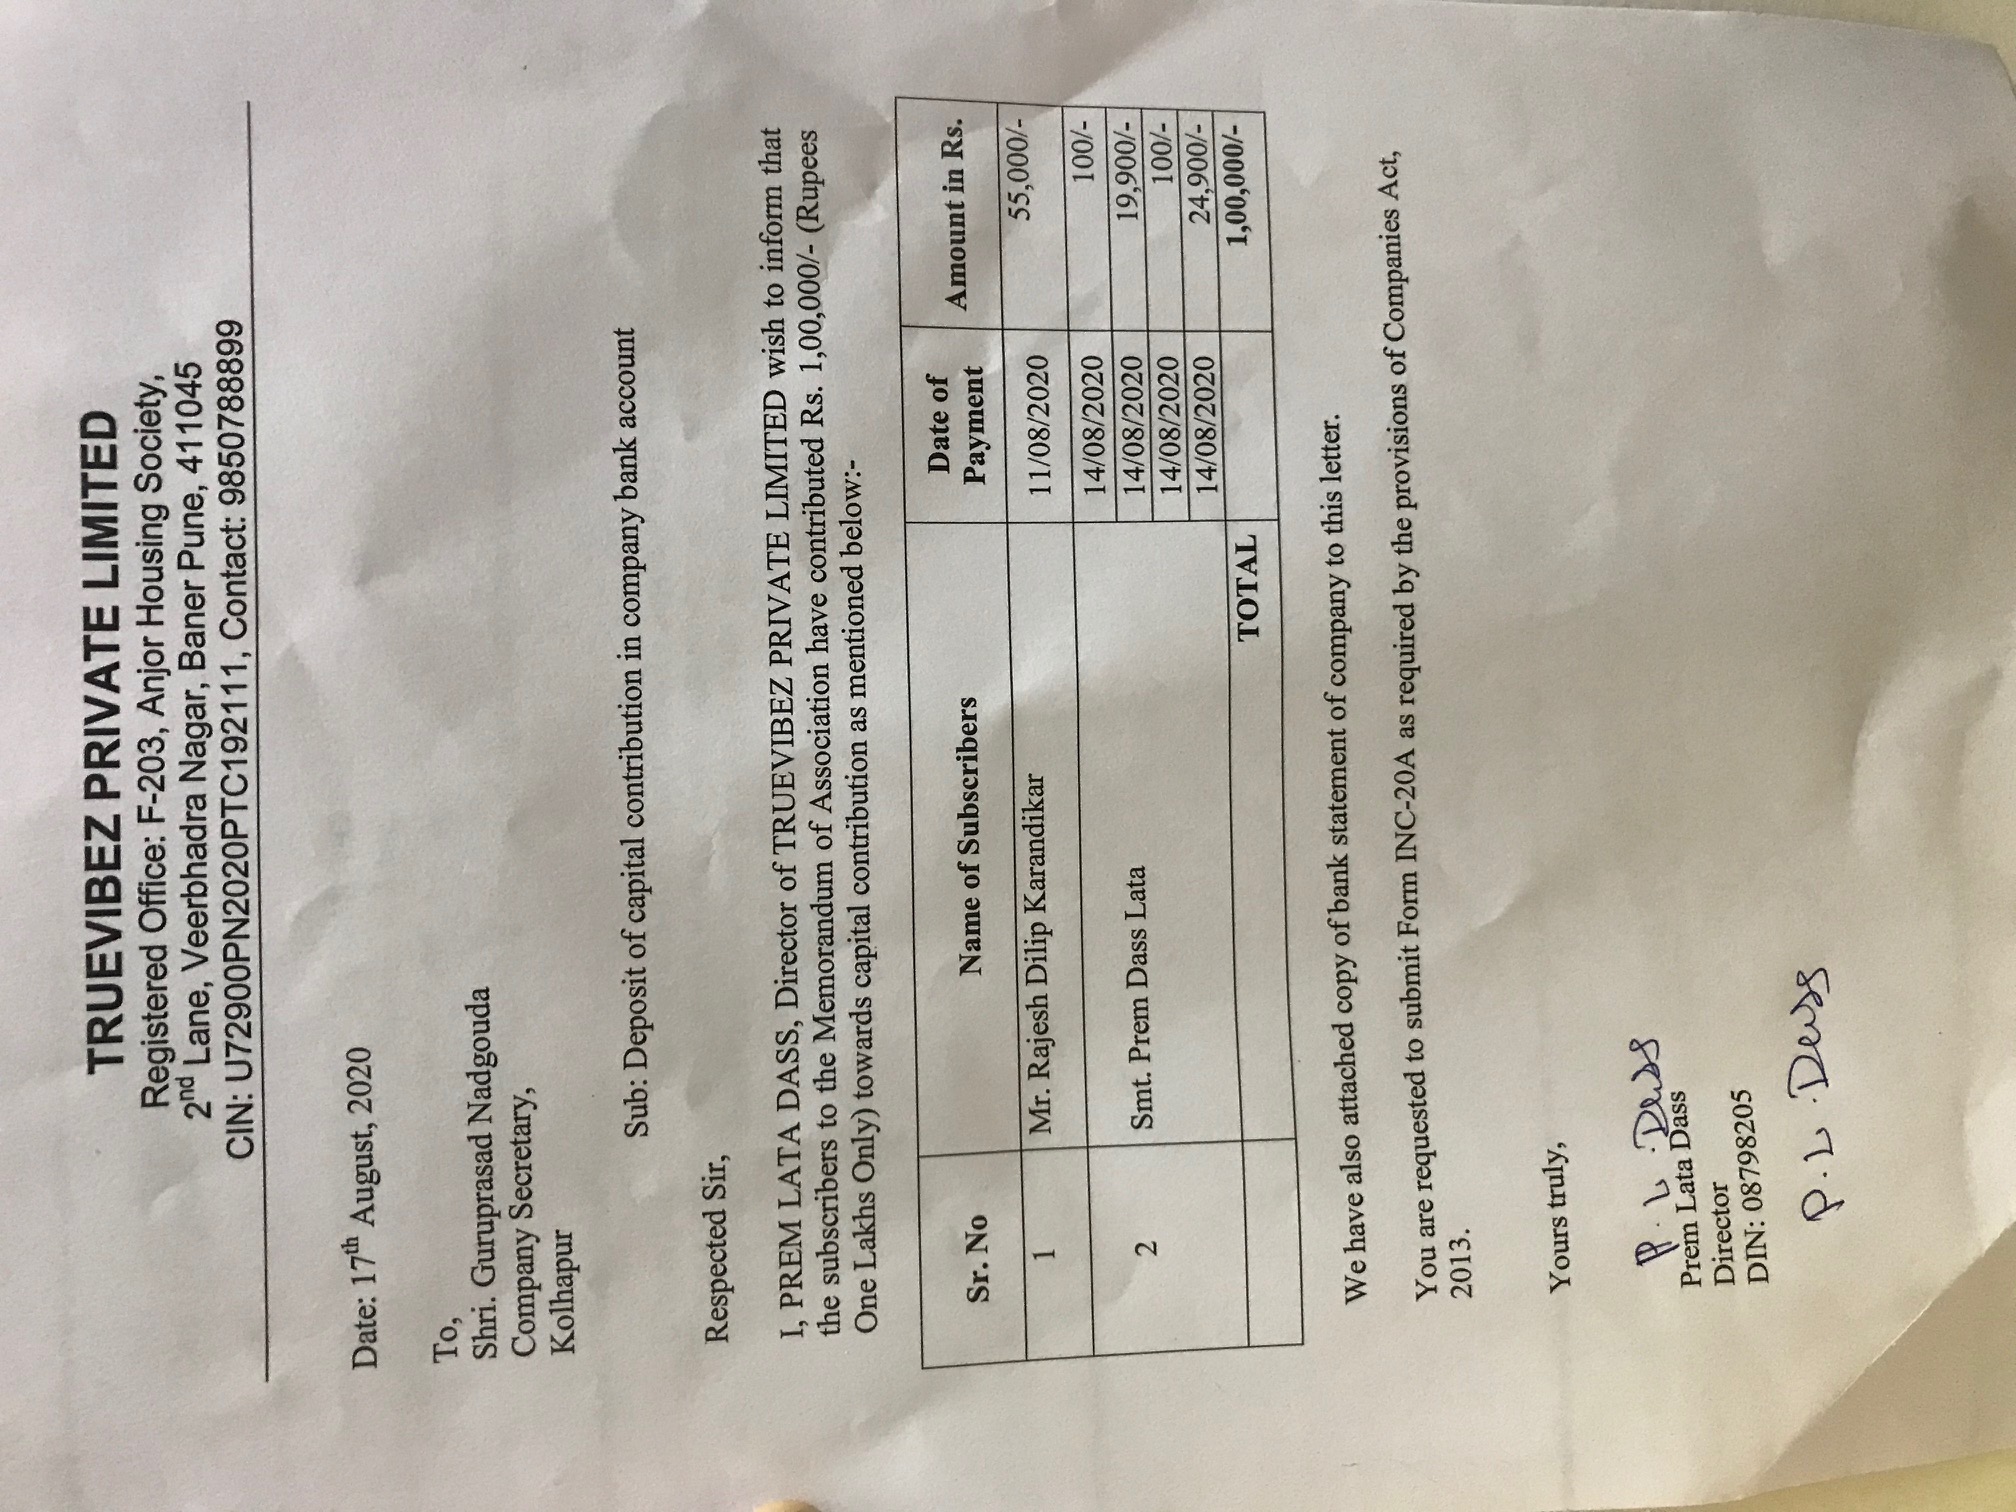 TRUEVIBEZ PRIVATE LIMITED
Registered Office: F-203, Anjor Housing Society,
2nd Lane, Veerbhadra Nagar, Baner Pune, 411045
CIN: U72900PN2020PTC192111, Contact: 9850788899
Date: 17th August, 2020
To,
Shri. Guruprasad Nadgouda
Company Secretary,
Kolhapur
Sub: Deposit of capital contribution in company bank account
Respected Sir,
I, PREM LATA DASS, Director of TRUEVIBEZ PRIVATE LIMITED wish to inform that
the subscribers to the Memorandum of Association have contributed Rs. 1,00,000/- (Rupees
One Lakhs Only) towards capital contribution as mentioned below:-
Sr. No Name of Subscribers Date of Payment Amount in Rs.
1 Mr. Rajesh Dilip Karandikar 11/08/2020 55,000/-
2 Smt. Prem Dass Lata 14/08/2020 100/-
14/08/2020 19,900/-
14/08/2020 100/-
14/08/2020 24,900/-
TOTAL 1,00,000/-
We have also attached copy of bank statement of company to this letter.
You are requested to submit Form INC-20A as required by the provisions of Companies Act,
2013.
Yours truly,
P. L. Dass
Prem Lata Dass
Director
DIN: 08798205
P. L. Dass